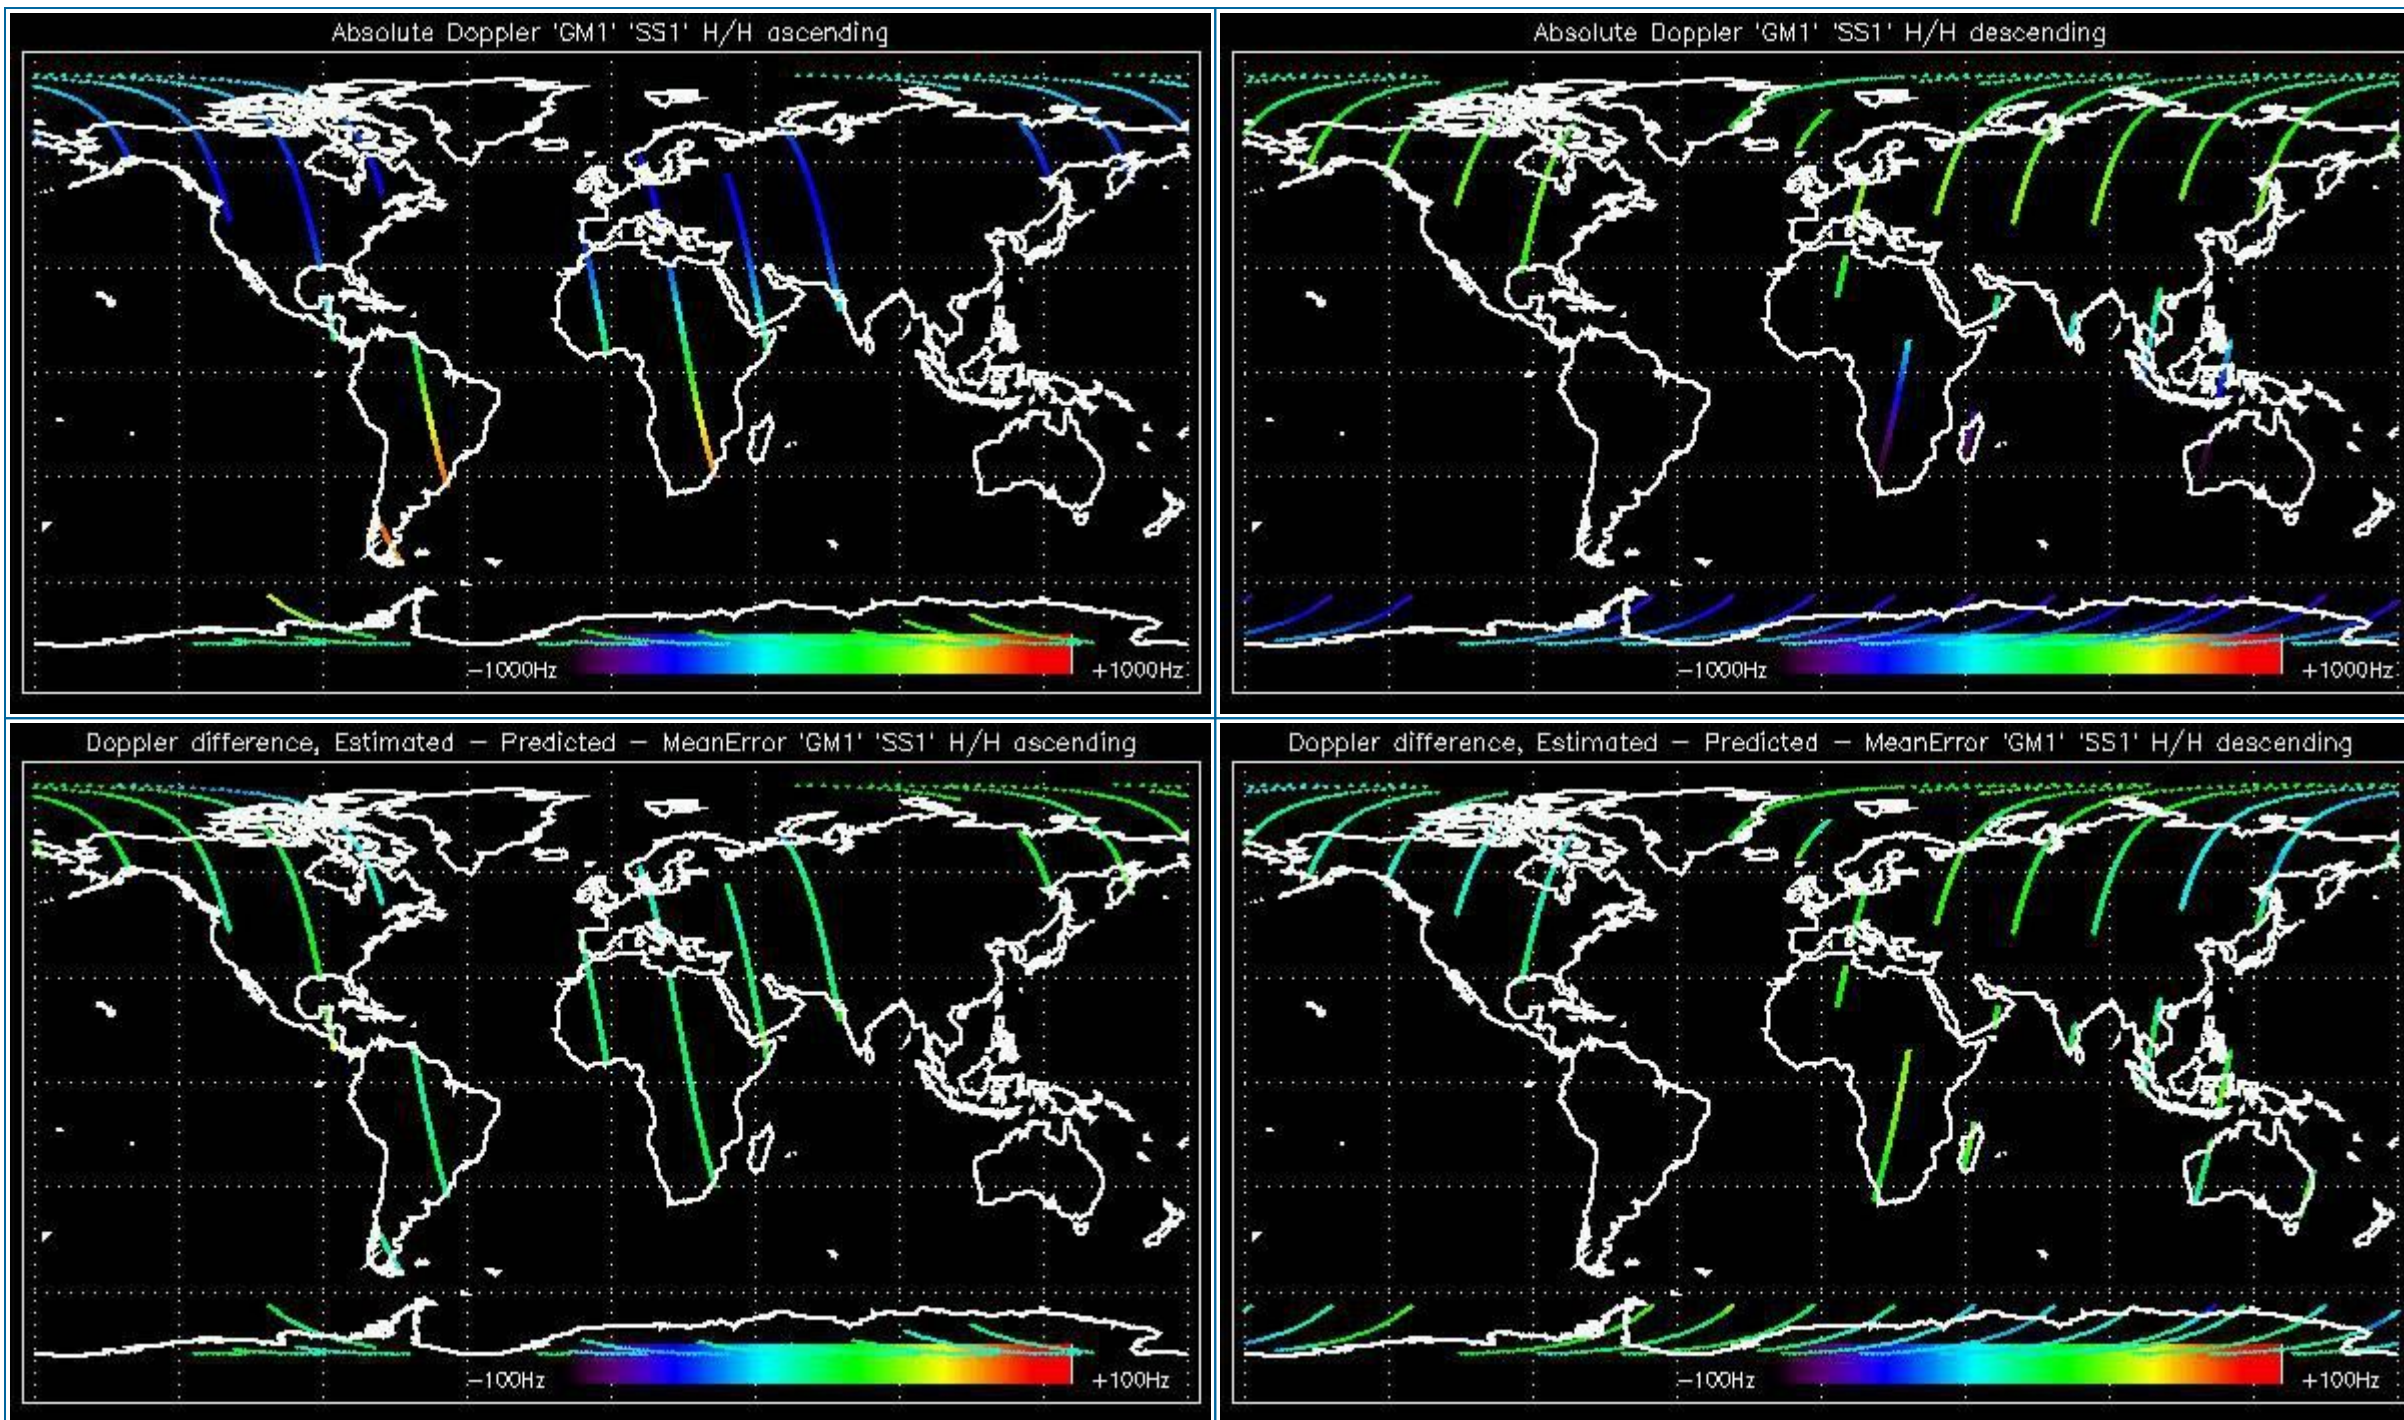 Absolute Doppler 'GM1' 'SS1' H/H ascending
-1000Hz
+1000Hz
Absolute Doppler 'GM1' 'SS1' H/H descending
-1000Hz
+1000Hz
Doppler difference, Estimated - Predicted - MeanError 'GM1' 'SS1' H/H ascending
-100Hz
+100Hz
Doppler difference, Estimated - Predicted - MeanError 'GM1' 'SS1' H/H descending
-100Hz
+100Hz